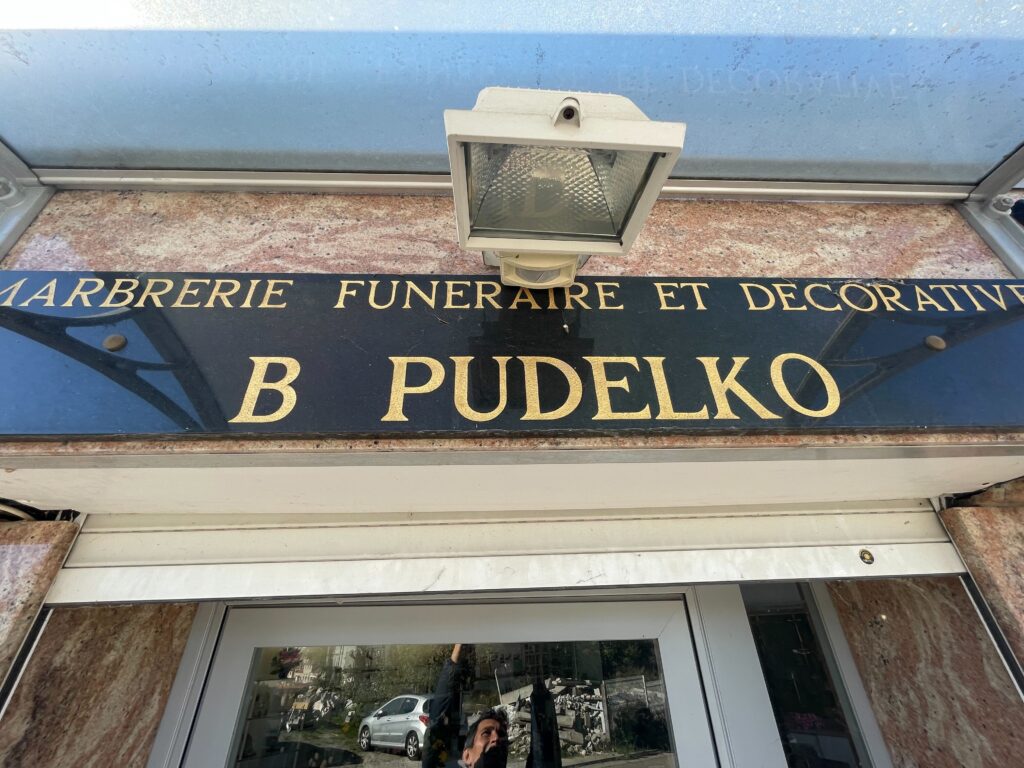 MARBRERIE FUNERAIRE ET DECORATIVE
B PUDELKO